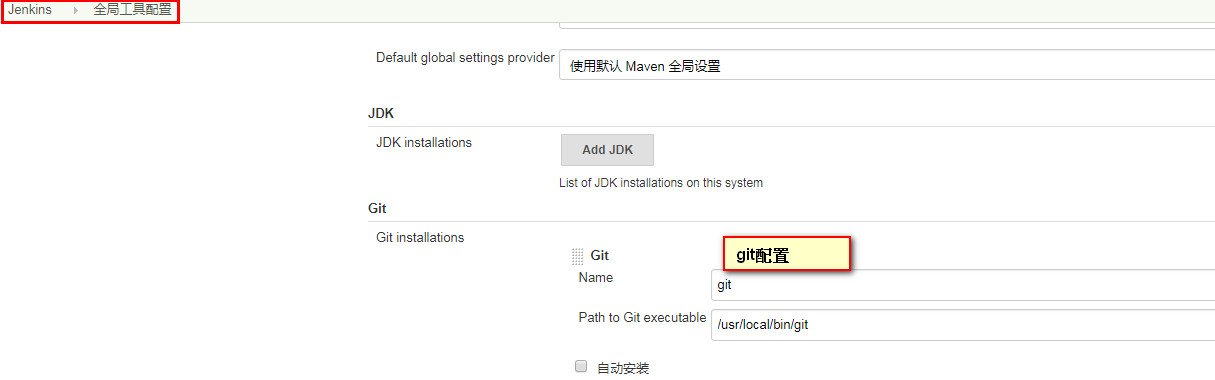 Jenkins 全局工具配置
Default global settings provider 使用默认 Maven 全局设置
JDK
JDK installations Add JDK
List of JDK installations on this system
Git
Git installations
Git git配置
Name git
Path to Git executable /usr/local/bin/git
自动安装